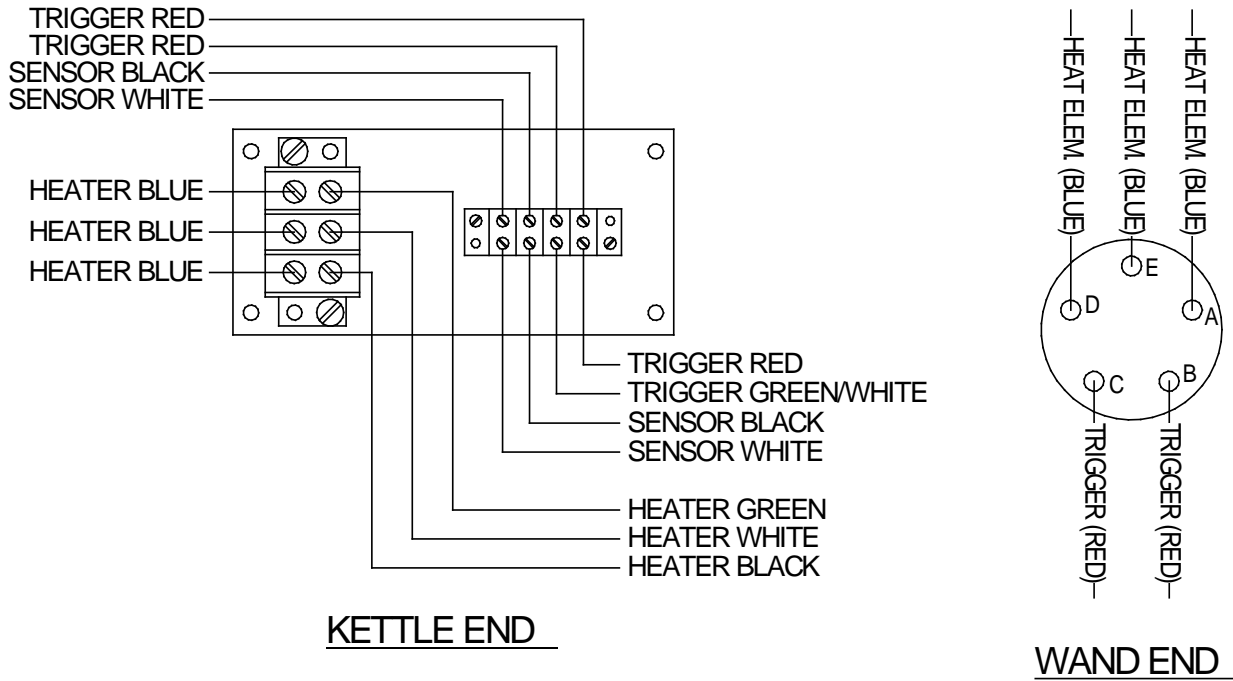 TRIGGER RED
TRIGGER RED
SENSOR BLACK
SENSOR WHITE
HEATER BLUE
HEATER BLUE
HEATER BLUE
TRIGGER RED
TRIGGER GREEN/WHITE
SENSOR BLACK
SENSOR WHITE
HEATER GREEN
HEATER WHITE
HEATER BLACK
KETTLE END
HEAT ELEM. (BLUE)
HEAT ELEM. (BLUE)
HEAT ELEM. (BLUE)
E
D
A
C
B
TRIGGER (RED)
TRIGGER (RED)
WAND END